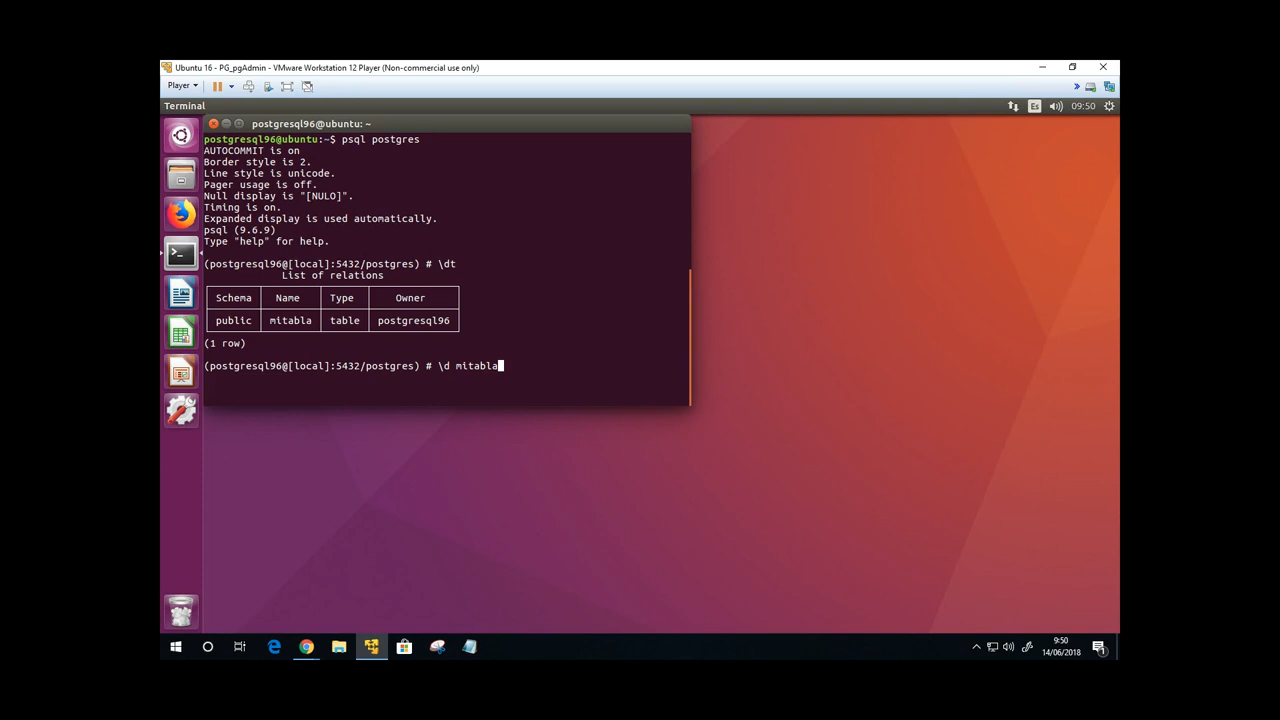 Ubuntu 16 - PG_pgAdmin - VMware Workstation 12 Player (Non-commercial use only)
Player
Terminal
Es
09:50
postgresql96@ubuntu: ~
postgresql96@ubuntu:~$ psql postgres
AUTOCOMMIT is on
Border style is 2.
Line style is unicode.
Pager usage is off.
Null display is "[NULO]".
Timing is on.
Expanded display is used automatically.
psql (9.6.9)
Type "help" for help.
(postgresql96@[local]:5432/postgres) # \dt
List of relations
Schema Name Type Owner
public mitabla table postgresql96
(1 row)
(postgresql96@[local]:5432/postgres) # \d mitabla
9:50
14/06/2018
1